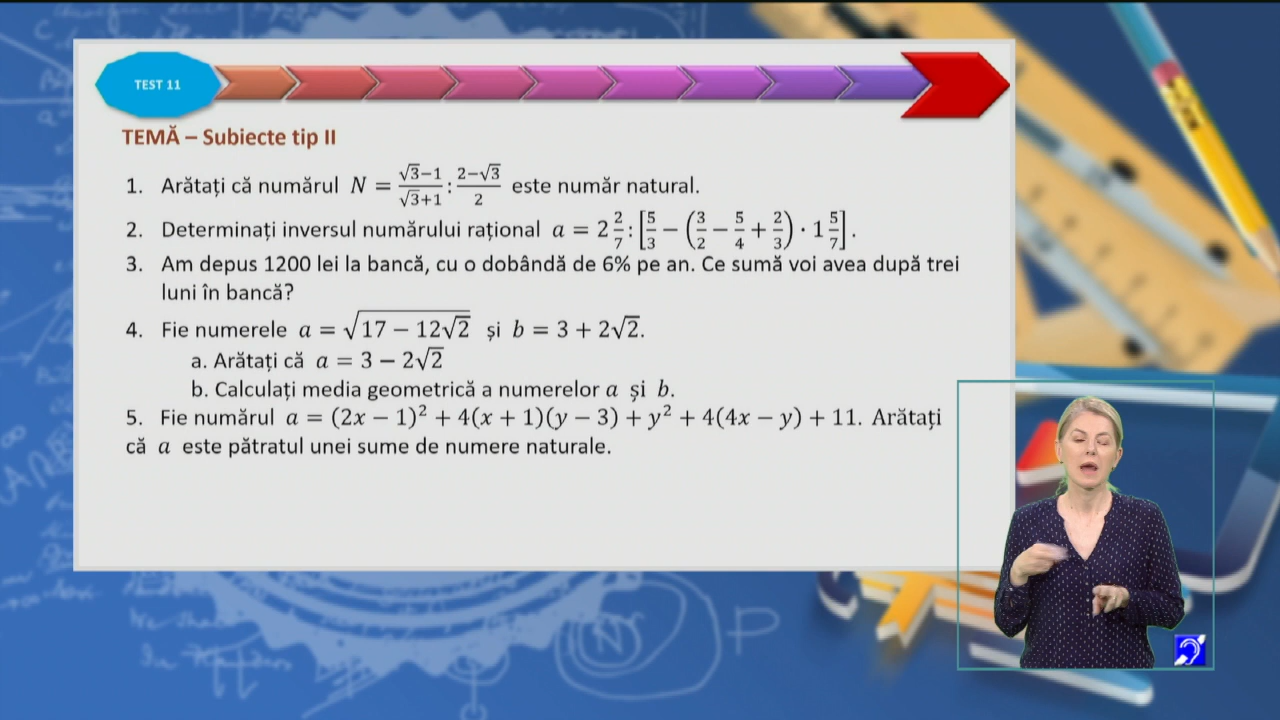 TEST 11
TEMĂ – Subiecte tip II
1. Arătați că numărul N = (√3−1)/(√3+1) : (2−√3)/2 este număr natural.
2. Determinați inversul numărului rațional a = 2 2/7 : [5/3 − (3/2 − 5/4 + 2/3) · 1 5/7] .
3. Am depus 1200 lei la bancă, cu o dobândă de 6% pe an. Ce sumă voi avea după trei
luni în bancă?
4. Fie numerele a = √(17 − 12√2) și b = 3 + 2√2.
a. Arătați că a = 3 − 2√2
b. Calculați media geometrică a numerelor a și b.
5. Fie numărul a = (2x − 1)² + 4(x + 1)(y − 3) + y² + 4(4x − y) + 11. Arătați
că a este pătratul unei sume de numere naturale.
N
P